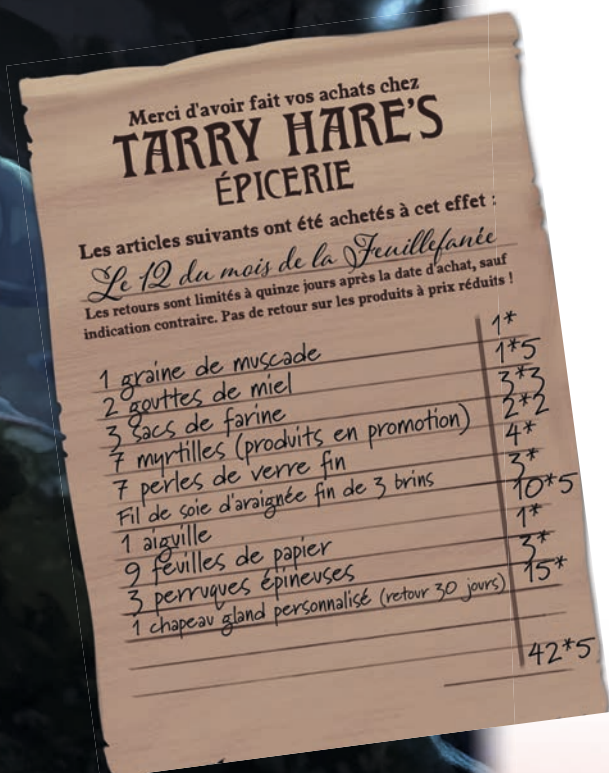 Merci d'avoir fait vos achats chez
TARRY HARE'S
ÉPICERIE
Les articles suivants ont été achetés à cet effet :
Le 12 du mois de la Feuillefanée
Les retours sont limités à quinze jours après la date d'achat, sauf
indication contraire. Pas de retour sur les produits à prix réduits !
1 graine de muscade 1*
2 gouttes de miel 1*5
3 sacs de farine 3*3
7 myrtilles (produits en promotion) 2*2
7 perles de verre fin 4*
Fil de soie d'araignée fin de 3 brins 3*
1 aiguille 10*5
9 feuilles de papier 1*
3 perruques épineuses 3*
1 chapeau gland personnalisé (retour 30 jours) 15*
42*5